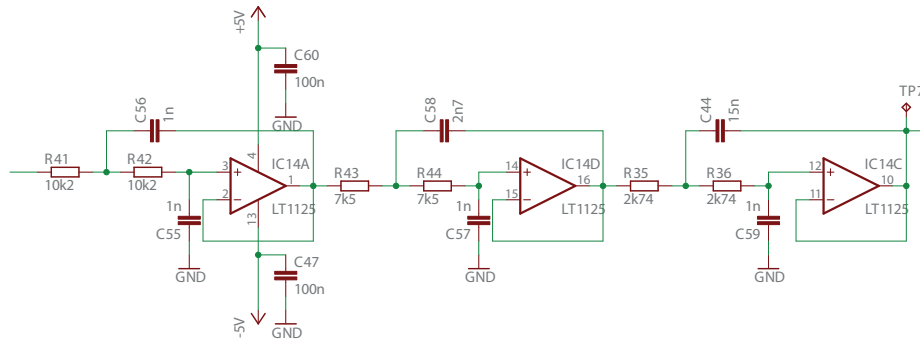 +5V
C60
100n
GND
C56
1n
R41
10k2
R42
10k2
1n
C55
GND
3
2
4
13
1
IC14A
LT1125
C47
100n
GND
-5V
R43
7k5
C58
2n7
R44
7k5
1n
C57
GND
14
15
16
IC14D
LT1125
R35
2k74
C44
15n
R36
2k74
1n
C59
GND
12
11
10
IC14C
LT1125
TP7